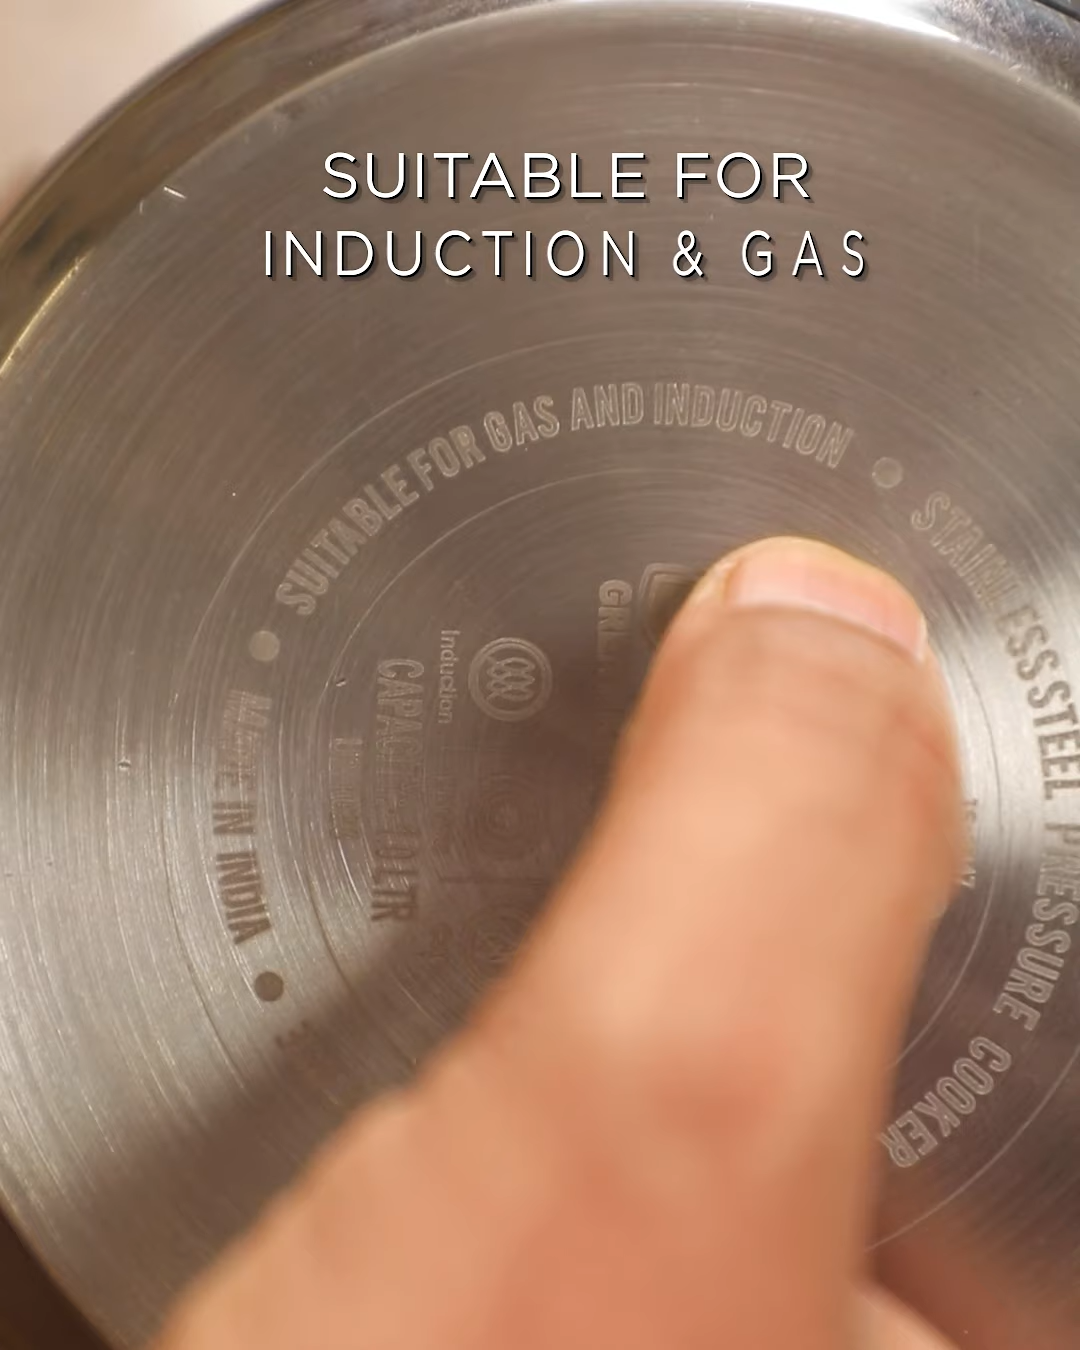 SUITABLE FOR
INDUCTION & GAS
SUITABLE FOR GAS AND INDUCTION
STAINLESS STEEL PRESSURE COOKER
MADE IN INDIA
Induction